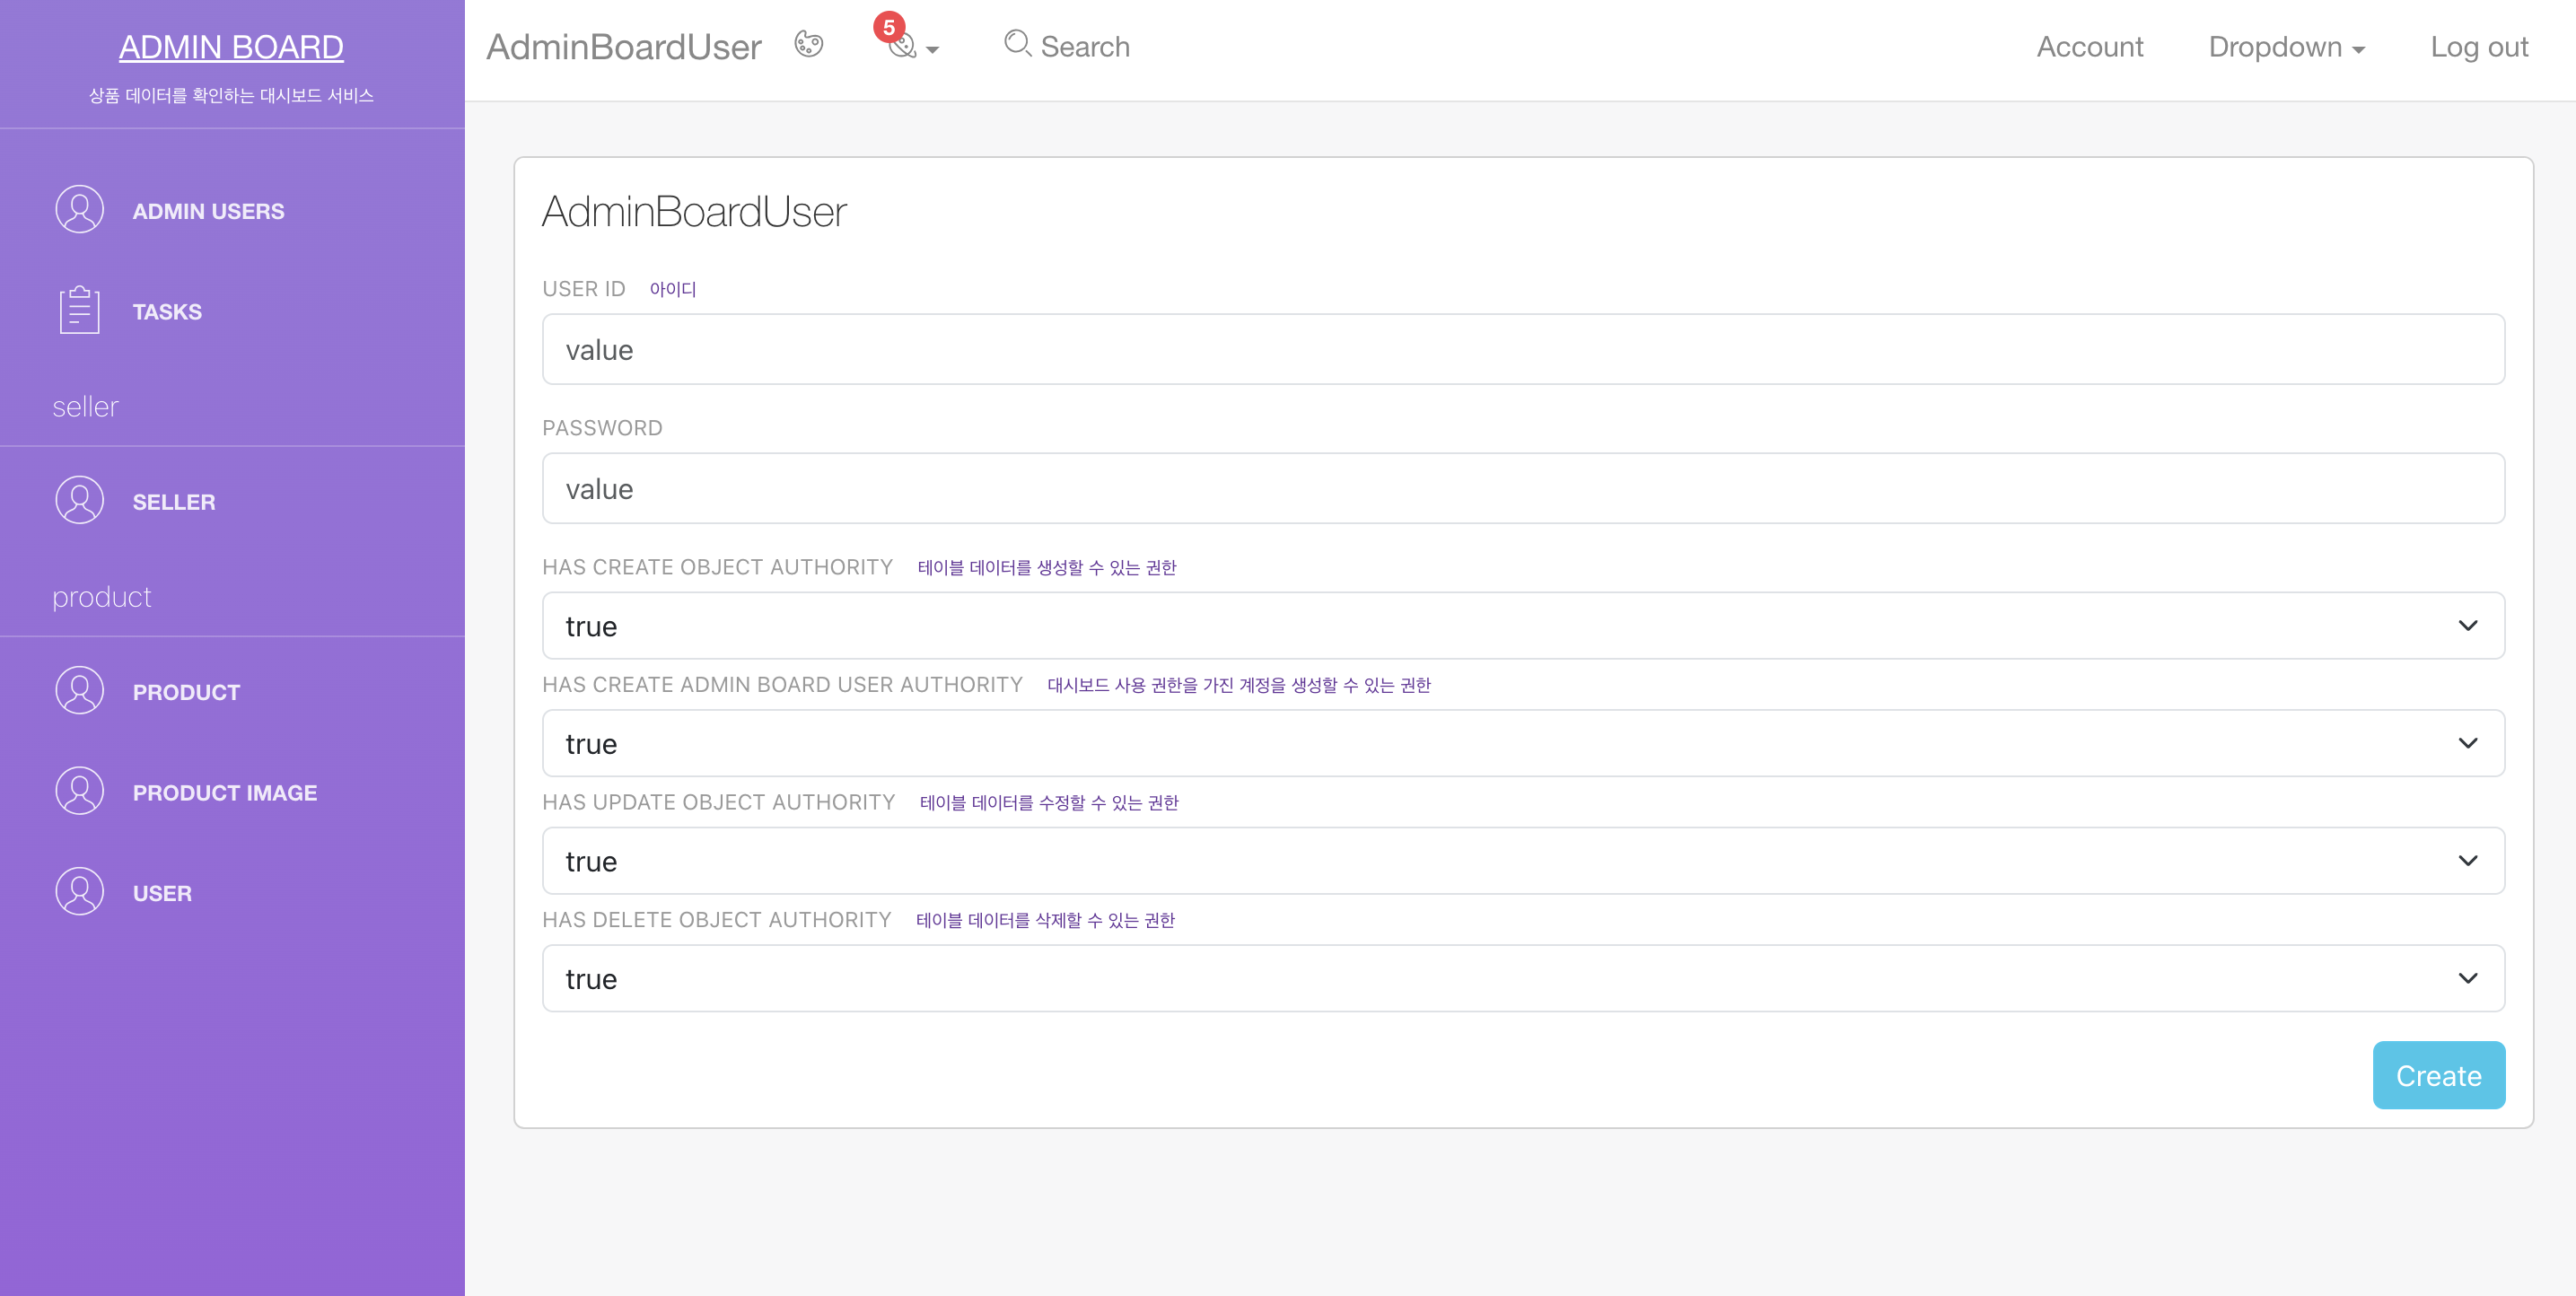 ADMIN BOARD
상품 데이터를 확인하는 대시보드 서비스
ADMIN USERS
TASKS
seller
SELLER
product
PRODUCT
PRODUCT IMAGE
USER
AdminBoardUser 5 Search Account Dropdown Log out
AdminBoardUser
USER ID 아이디
value
PASSWORD
value
HAS CREATE OBJECT AUTHORITY 테이블 데이터를 생성할 수 있는 권한
true
HAS CREATE ADMIN BOARD USER AUTHORITY 대시보드 사용 권한을 가진 계정을 생성할 수 있는 권한
true
HAS UPDATE OBJECT AUTHORITY 테이블 데이터를 수정할 수 있는 권한
true
HAS DELETE OBJECT AUTHORITY 테이블 데이터를 삭제할 수 있는 권한
true
Create